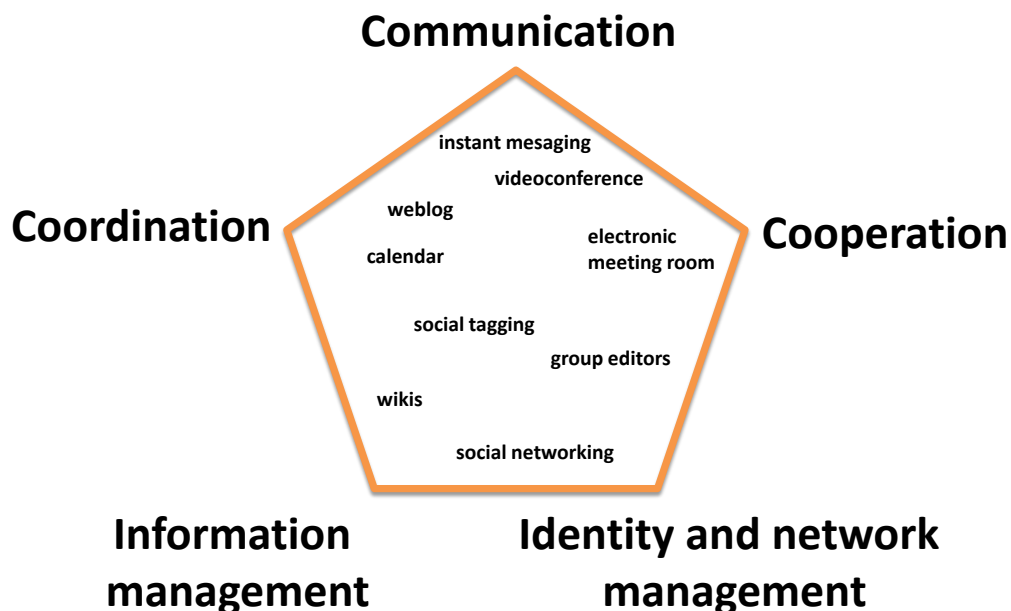 Communication
instant mesaging
videoconference
weblog
Coordination
Cooperation
electronic
meeting room
calendar
social tagging
group editors
wikis
social networking
Information
management
Identity and network
management